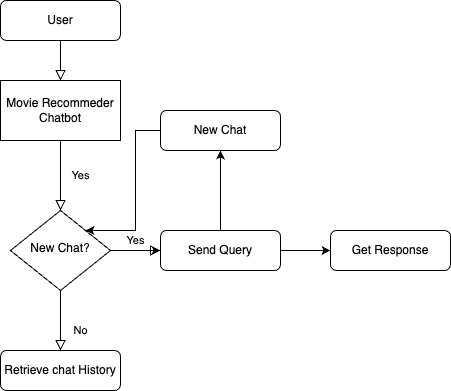 User
Movie Recommeder
Chatbot
New Chat
Yes
New Chat?
Yes
Send Query
Get Response
No
Retrieve chat History